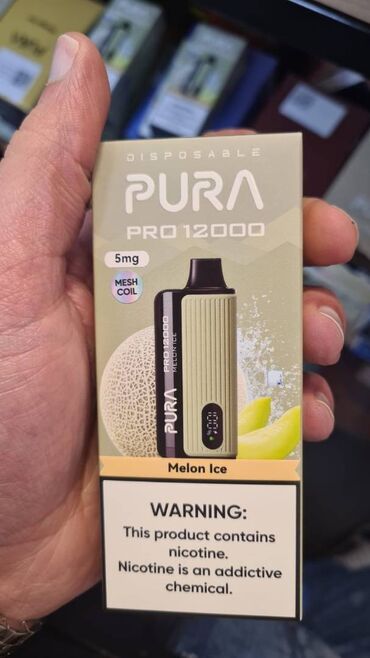 DISPOSABLE
PURA
PRO 12000
5mg
MESH
COIL
PURA PRO 12000
MELON ICE
100
Melon Ice
WARNING:
This product contains
nicotine.
Nicotine is an addictive
chemical.